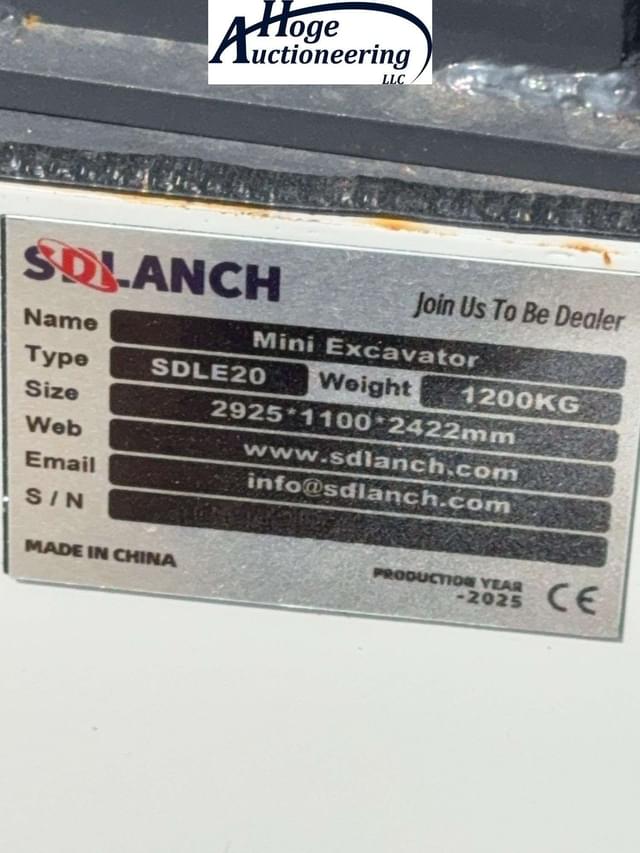 Hoge
Auctioneering
LLC
SDLANCH
Join Us To Be Dealer
Name Mini Excavator
Type SDLE20 Weight 1200KG
Size 2925*1100*2422mm
Web www.sdlanch.com
Email info@sdlanch.com
S/N
MADE IN CHINA
PRODUCTION YEAR
-2025
CE